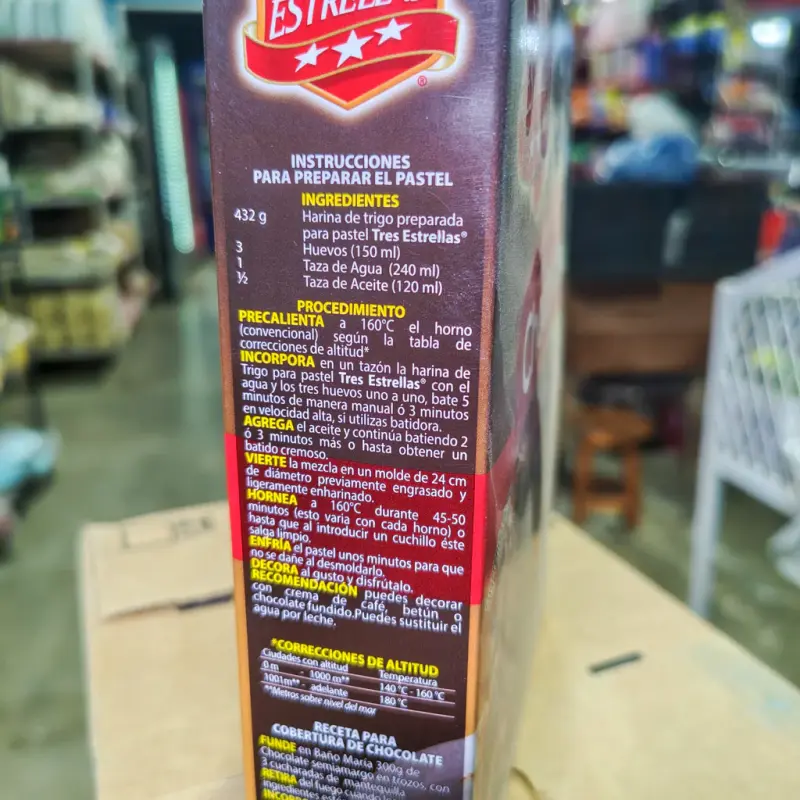 ESTRELLAS
®
INSTRUCCIONES
PARA PREPARAR EL PASTEL
INGREDIENTES
432 g Harina de trigo preparada
para pastel Tres Estrellas®
3 Huevos (150 ml)
1 Taza de Agua (240 ml)
½ Taza de Aceite (120 ml)
PROCEDIMIENTO
PRECALIENTA a 160°C el horno
(convencional) según la tabla de
correcciones de altitud*
INCORPORA en un tazón la harina de
Trigo para pastel Tres Estrellas® con el
agua y los tres huevos uno a uno, bate 5
minutos de manera manual ó 3 minutos
en velocidad alta, si utilizas batidora.
AGREGA el aceite y continúa batiendo 2
ó 3 minutos más o hasta obtener un
batido cremoso.
VIERTE la mezcla en un molde de 24 cm
de diámetro previamente engrasado y
ligeramente enharinado.
HORNEA a 160°C durante 45-50
minutos (esto varia con cada horno) o
hasta que al introducir un cuchillo éste
salga limpio.
ENFRÍA el pastel unos minutos para que
no se dañe al desmoldarlo.
DECORA al gusto y disfrútalo.
RECOMENDACIÓN puedes decorar
con crema de café, betún o
chocolate fundido.Puedes sustituir el
agua por leche.
*CORRECCIONES DE ALTITUD
Ciudades con altitud Temperatura
0 m - 1000 m** 140 °C - 160 °C
1001m** - adelante 180 °C
**Metros sobre nivel del mar
RECETA PARA
COBERTURA DE CHOCOLATE
FUNDE en Baño María 300g de
Chocolate semiamargo en trozos, con
3 cucharadas de mantequilla
RETIRA del fuego cuando
ingredientes